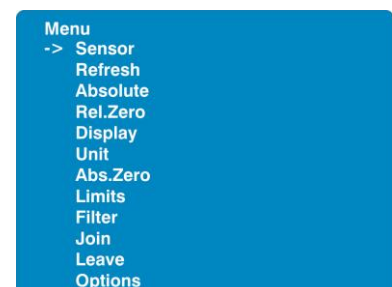 Menu
-> Sensor
Refresh
Absolute
Rel.Zero
Display
Unit
Abs.Zero
Limits
Filter
Join
Leave
Options